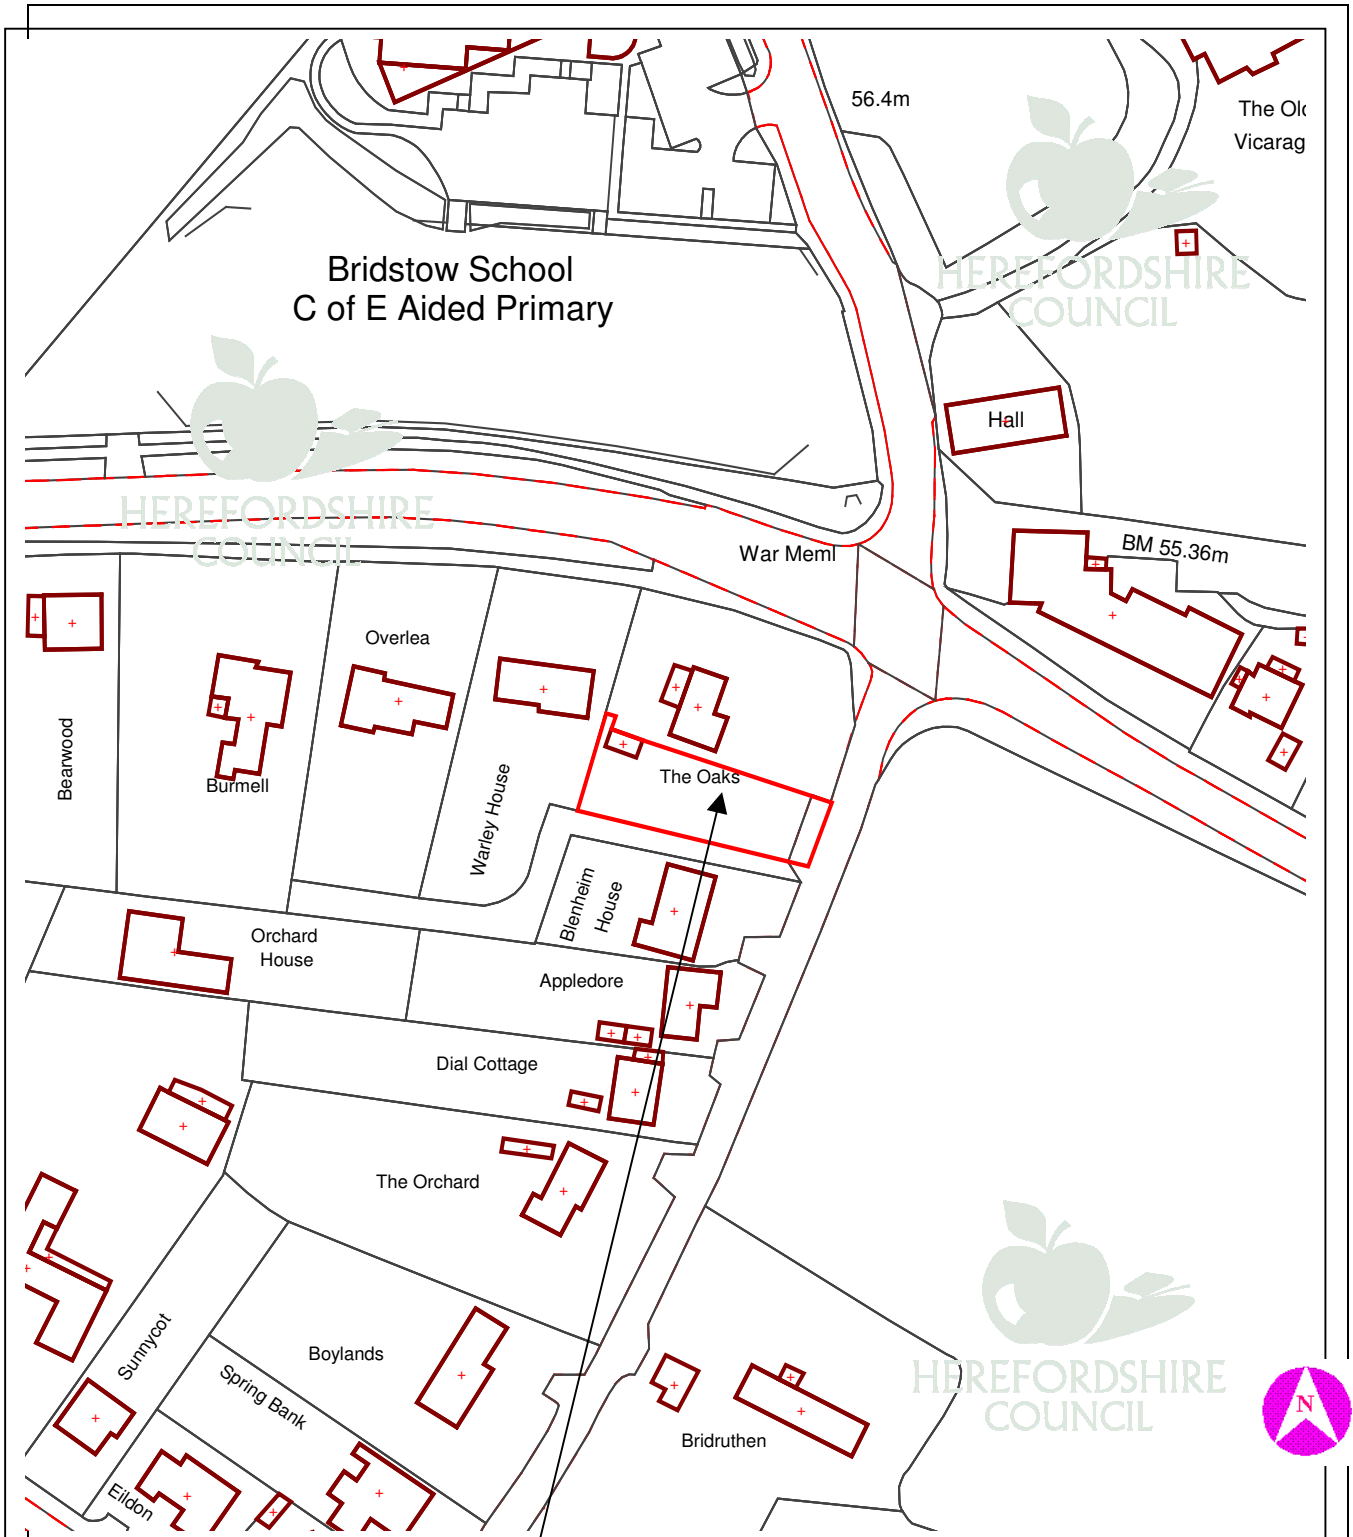 56.4m
The Old
Vicarag
HEREFORDSHIRE
COUNCIL
Bridstow School
C of E Aided Primary
Hall
HEREFORDSHIRE
COUNCIL
War Meml
BM 55.36m
Overlea
Bearwood
Burmell
Warley House
The Oaks
Blenheim
House
Orchard
House
Appledore
Dial Cottage
The Orchard
Sunnycot
Boylands
Spring Bank
HEREFORDSHIRE
COUNCIL
N
Bridruthen
Eildon